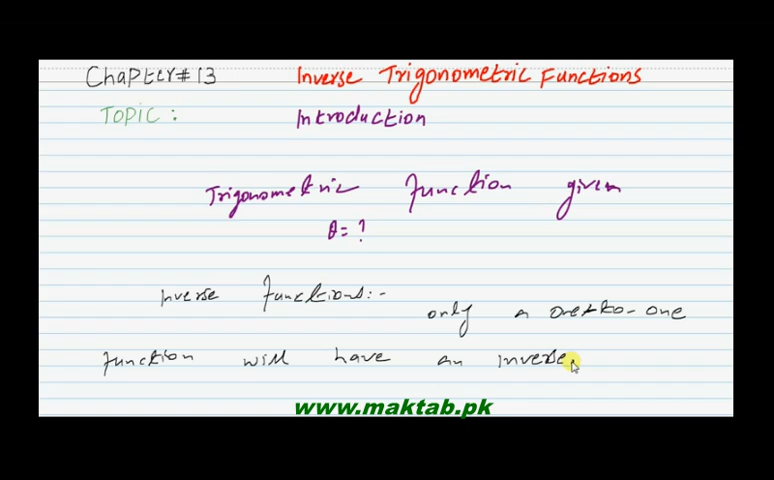 Chapter#13 Inverse Trigonometric Functions
TOPIC: Introduction
Trigonometric function given
θ=?
Inverse functions:-
only a one-to-one
function will have an inverse.
www.maktab.pk